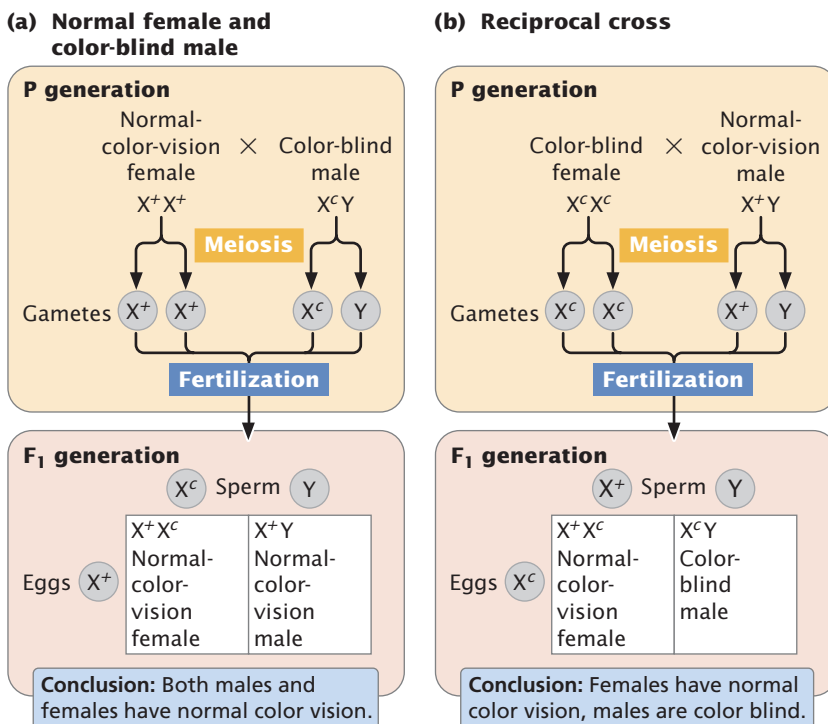 (a) Normal female and
color-blind male
P generation
Normal-
color-vision × Color-blind
female male
X⁺X⁺ XᶜY
Meiosis
Gametes X⁺ X⁺ Xᶜ Y
Fertilization
F₁ generation
Xᶜ Sperm Y
Eggs X⁺
X⁺Xᶜ
Normal-
color-
vision
female
X⁺Y
Normal-
color-
vision
male
Conclusion: Both males and
females have normal color vision.
(b) Reciprocal cross
P generation
Normal-
Color-blind × color-vision
female male
XᶜXᶜ X⁺Y
Meiosis
Gametes Xᶜ Xᶜ X⁺ Y
Fertilization
F₁ generation
X⁺ Sperm Y
Eggs Xᶜ
X⁺Xᶜ
Normal-
color-
vision
female
XᶜY
Color-
blind
male
Conclusion: Females have normal
color vision, males are color blind.